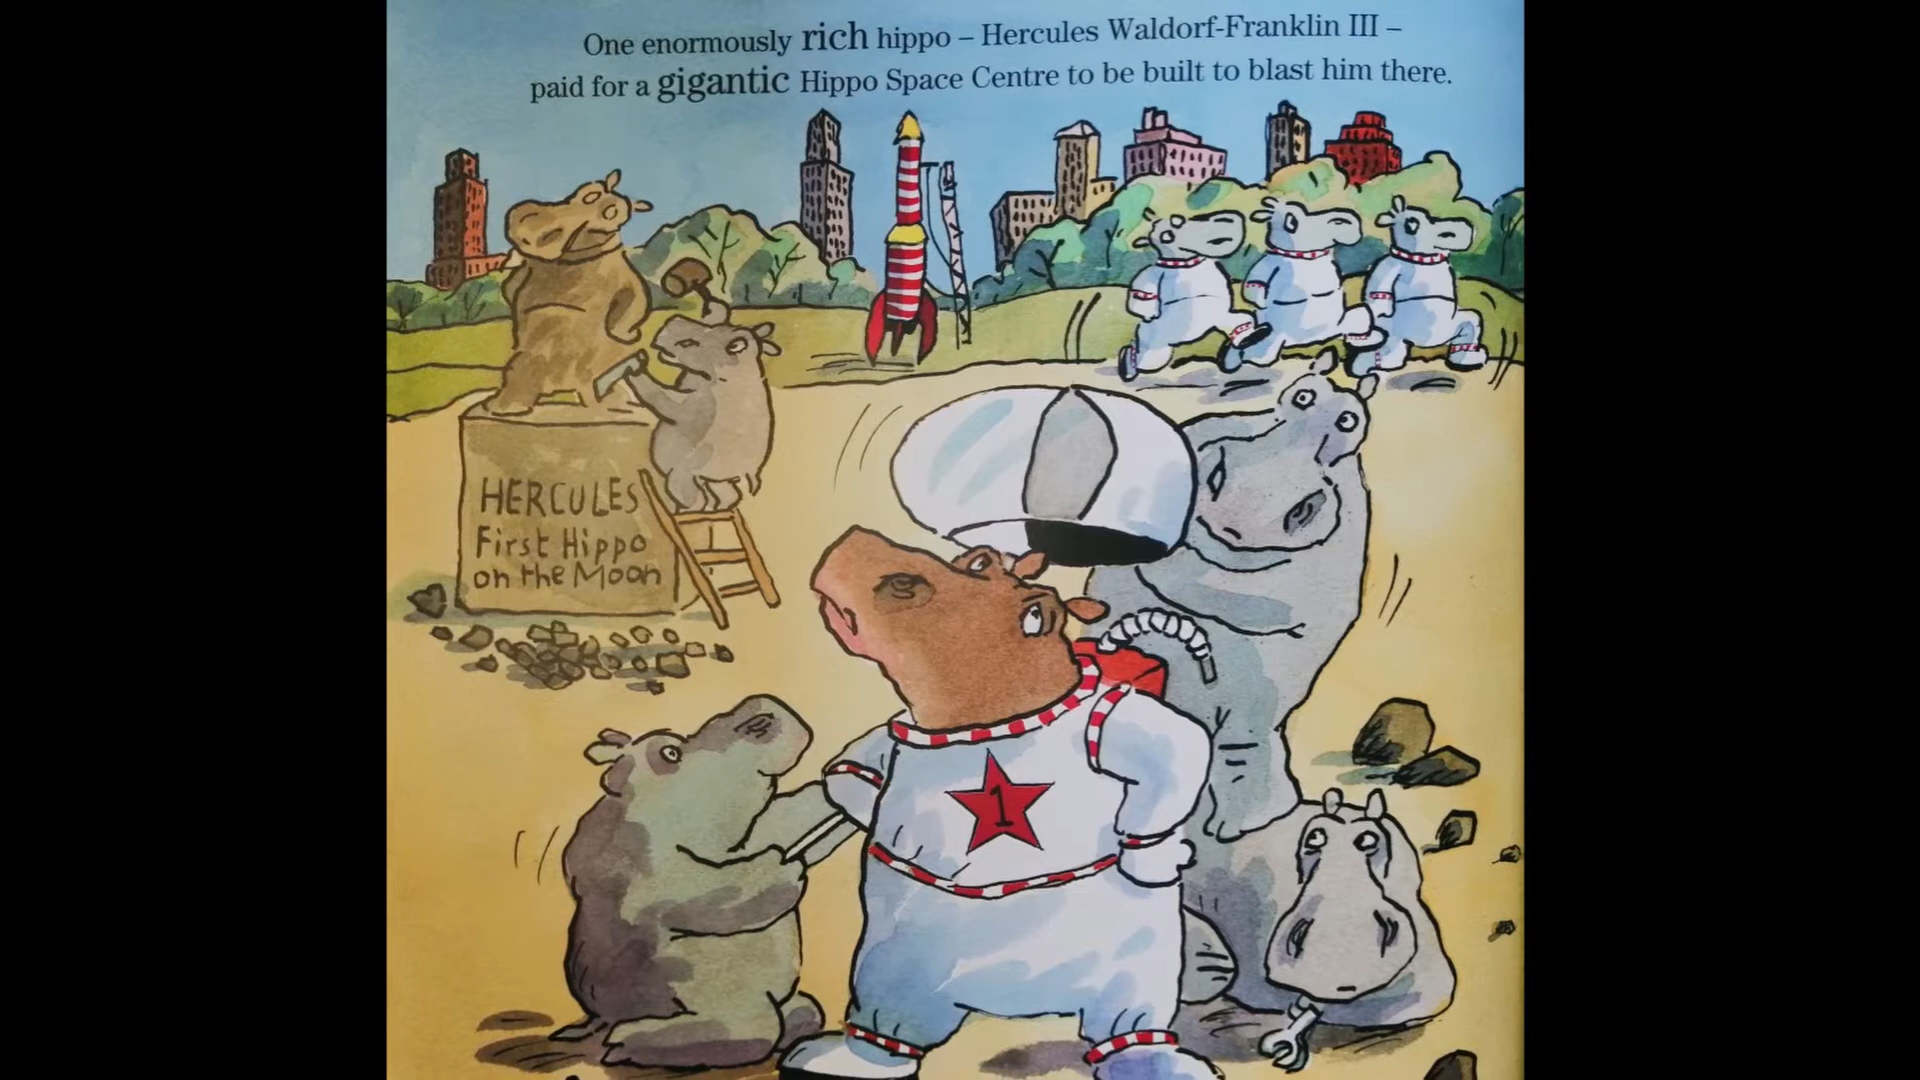 One enormously rich hippo – Hercules Waldorf-Franklin III –
paid for a gigantic Hippo Space Centre to be built to blast him there.
HERCULES
First Hippo
on the Moon
1